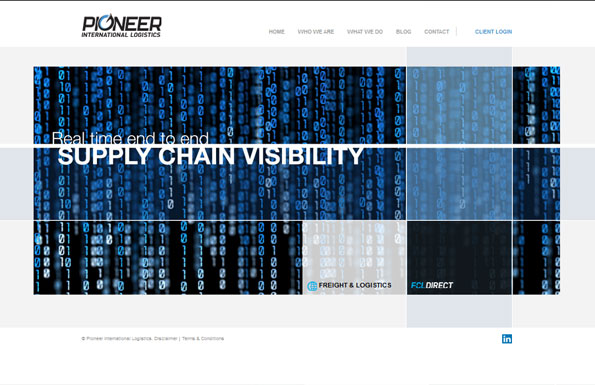 PIONEER
INTERNATIONAL LOGISTICS
HOME WHO WE ARE WHAT WE DO BLOG CONTACT CLIENT LOGIN
Real time end to end
SUPPLY CHAIN VISIBILITY
FREIGHT & LOGISTICS FCLDIRECT
© Pioneer International Logistics, Disclaimer | Terms & Conditions
in